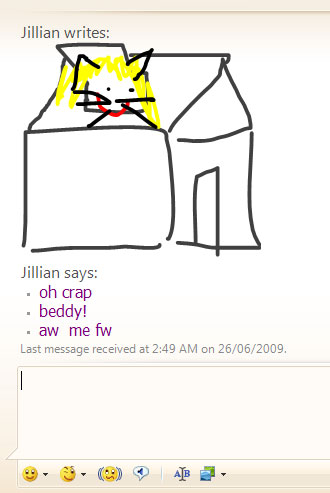 Jillian writes:
Jillian says:
oh crap
beddy!
aw  me fw
Last message received at 2:49 AM on 26/06/2009.
A B